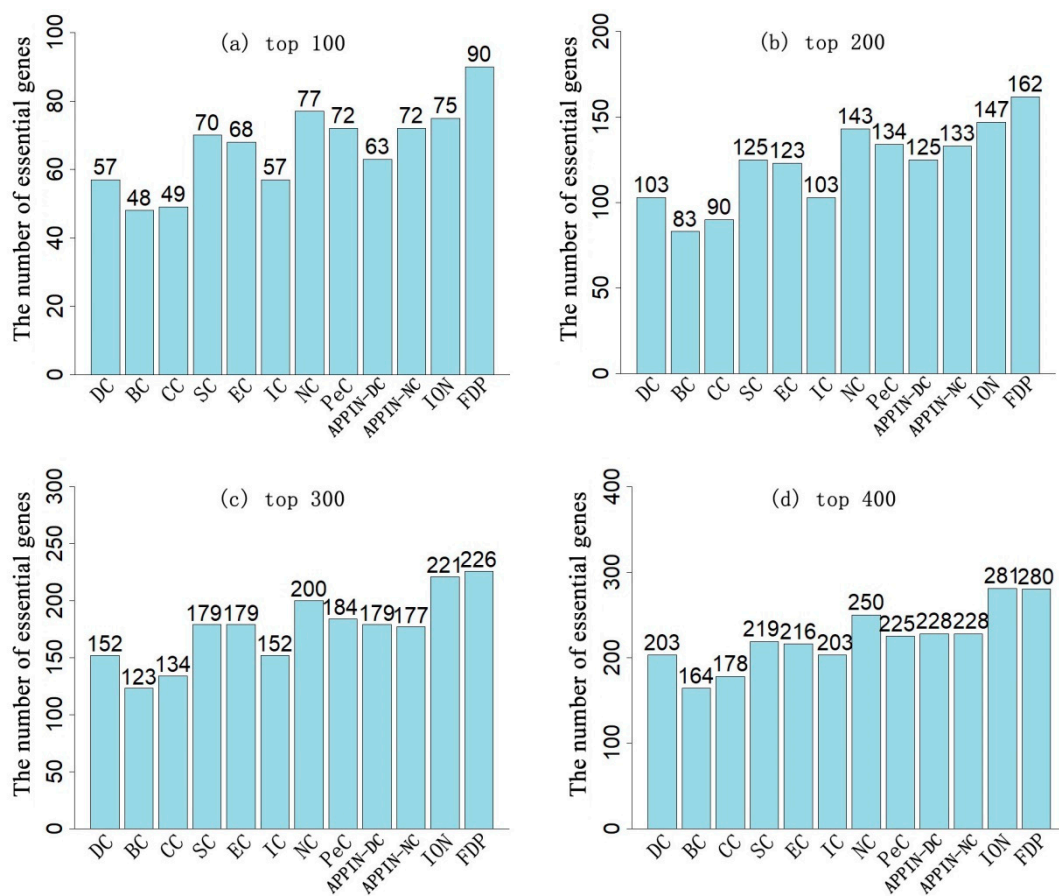 (a) top 100
The number of essential genes
100
80
60
40
20
0
57
48
49
70
68
57
77
72
63
72
75
90
DC
BC
CC
SC
EC
IC
NC
PeC
APPIN-DC
APPIN-NC
ION
FDP
(b) top 200
The number of essential genes
200
150
100
50
0
103
83
90
125
123
103
143
134
125
133
147
162
DC
BC
CC
SC
EC
IC
NC
PeC
APPIN-DC
APPIN-NC
ION
FDP
(c) top 300
The number of essential genes
300
250
200
150
100
50
0
152
123
134
179
179
152
200
184
179
177
221
226
DC
BC
CC
SC
EC
IC
NC
PeC
APPIN-DC
APPIN-NC
ION
FDP
(d) top 400
The number of essential genes
400
300
200
100
0
203
164
178
219
216
203
250
225
228
228
281
280
DC
BC
CC
SC
EC
IC
NC
PeC
APPIN-DC
APPIN-NC
ION
FDP